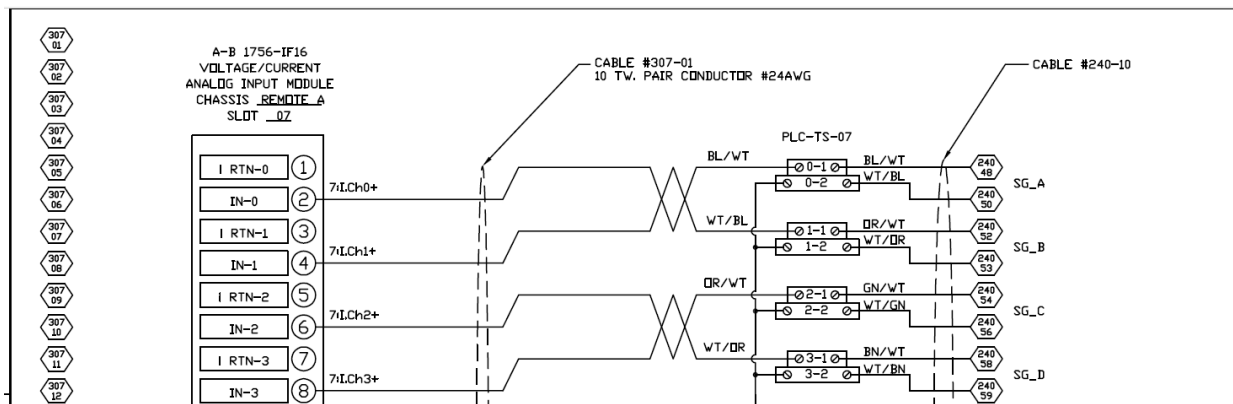 307
01
307
02
307
03
307
04
307
05
307
06
307
07
307
08
307
09
307
10
307
11
307
12
A-B 1756-IF16
VOLTAGE/CURRENT
ANALOG INPUT MODULE
CHASSIS REMOTE A
SLOT 07
I RTN-0 1
IN-0 2
I RTN-1 3
IN-1 4
I RTN-2 5
IN-2 6
I RTN-3 7
IN-3 8
7:I.Ch0+
7:I.Ch1+
7:I.Ch2+
7:I.Ch3+
CABLE #307-01
10 TW. PAIR CONDUCTOR #24AWG
BL/WT
WT/BL
OR/WT
WT/OR
PLC-TS-07
0-1
0-2
1-1
1-2
2-1
2-2
3-1
3-2
BL/WT
WT/BL
OR/WT
WT/OR
GN/WT
WT/GN
BN/WT
WT/BN
CABLE #240-10
240
48
240
50
240
52
240
53
240
54
240
56
240
58
240
59
SG_A
SG_B
SG_C
SG_D